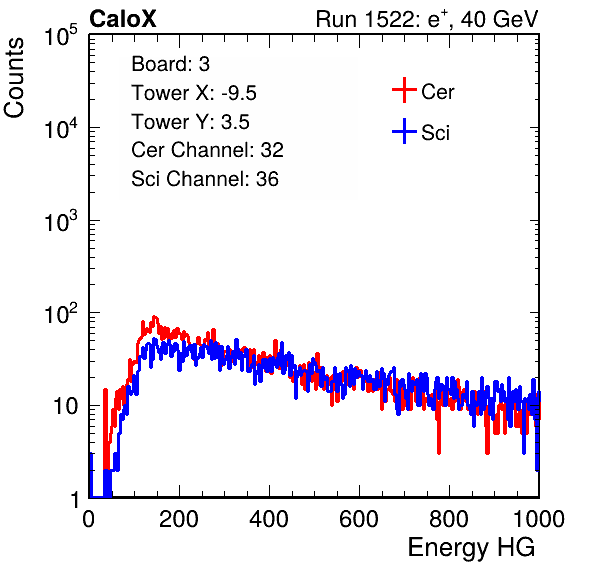 CaloX Run 1522: e⁺, 40 GeV
Counts
10⁵
10⁴
10³
10²
10
1
Board: 3
Tower X: -9.5
Tower Y: 3.5
Cer Channel: 32
Sci Channel: 36
Cer
Sci
0 200 400 600 800 1000
Energy HG